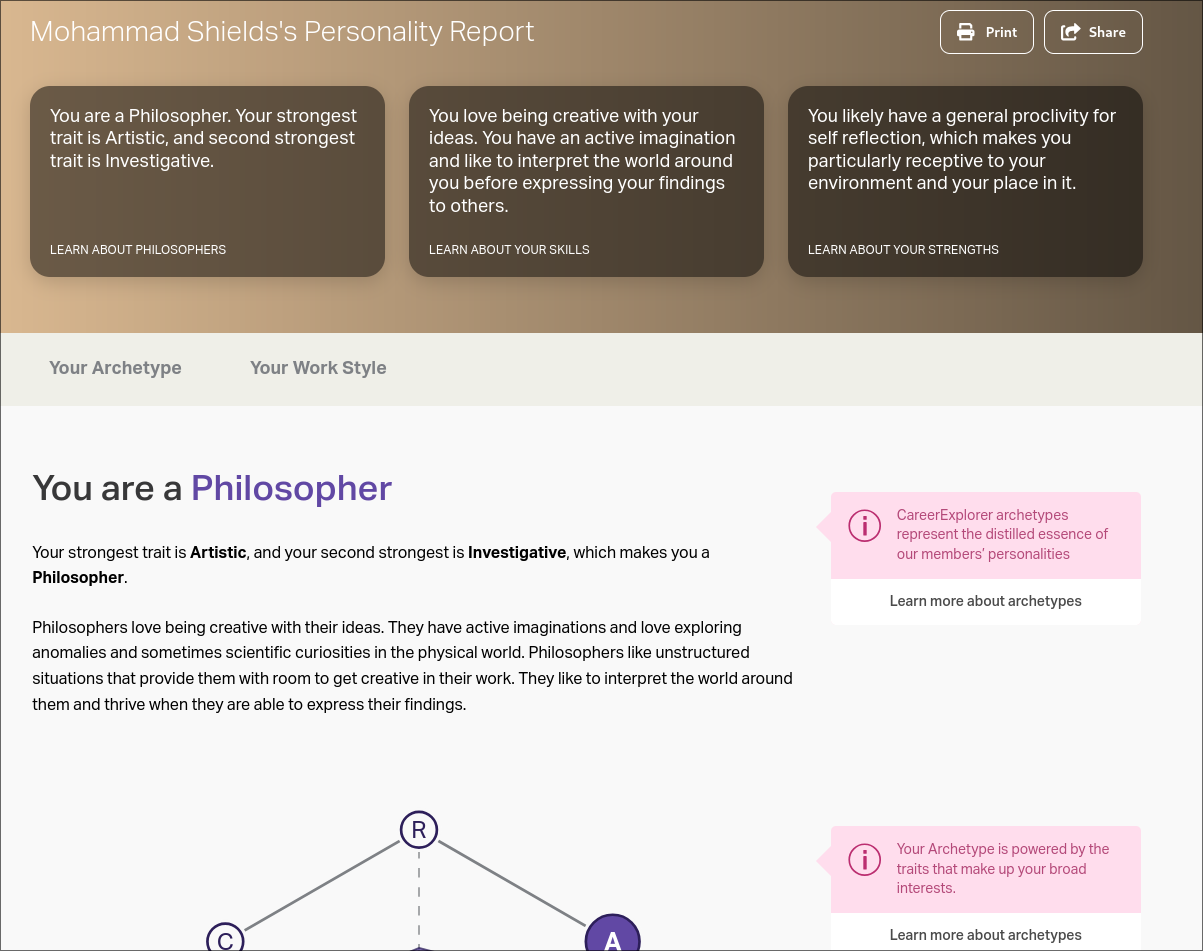 Mohammad Shields's Personality Report
Print
Share
You are a Philosopher. Your strongest
trait is Artistic, and second strongest
trait is Investigative.
LEARN ABOUT PHILOSOPHERS
You love being creative with your
ideas. You have an active imagination
and like to interpret the world around
you before expressing your findings
to others.
LEARN ABOUT YOUR SKILLS
You likely have a general proclivity for
self reflection, which makes you
particularly receptive to your
environment and your place in it.
LEARN ABOUT YOUR STRENGTHS
Your Archetype
Your Work Style
You are a Philosopher
Your strongest trait is Artistic, and your second strongest is Investigative, which makes you a
Philosopher.
Philosophers love being creative with their ideas. They have active imaginations and love exploring
anomalies and sometimes scientific curiosities in the physical world. Philosophers like unstructured
situations that provide them with room to get creative in their work. They like to interpret the world around
them and thrive when they are able to express their findings.
CareerExplorer archetypes
represent the distilled essence of
our members’ personalities
Learn more about archetypes
R
C
A
Your Archetype is powered by the
traits that make up your broad
interests.
Learn more about archetypes